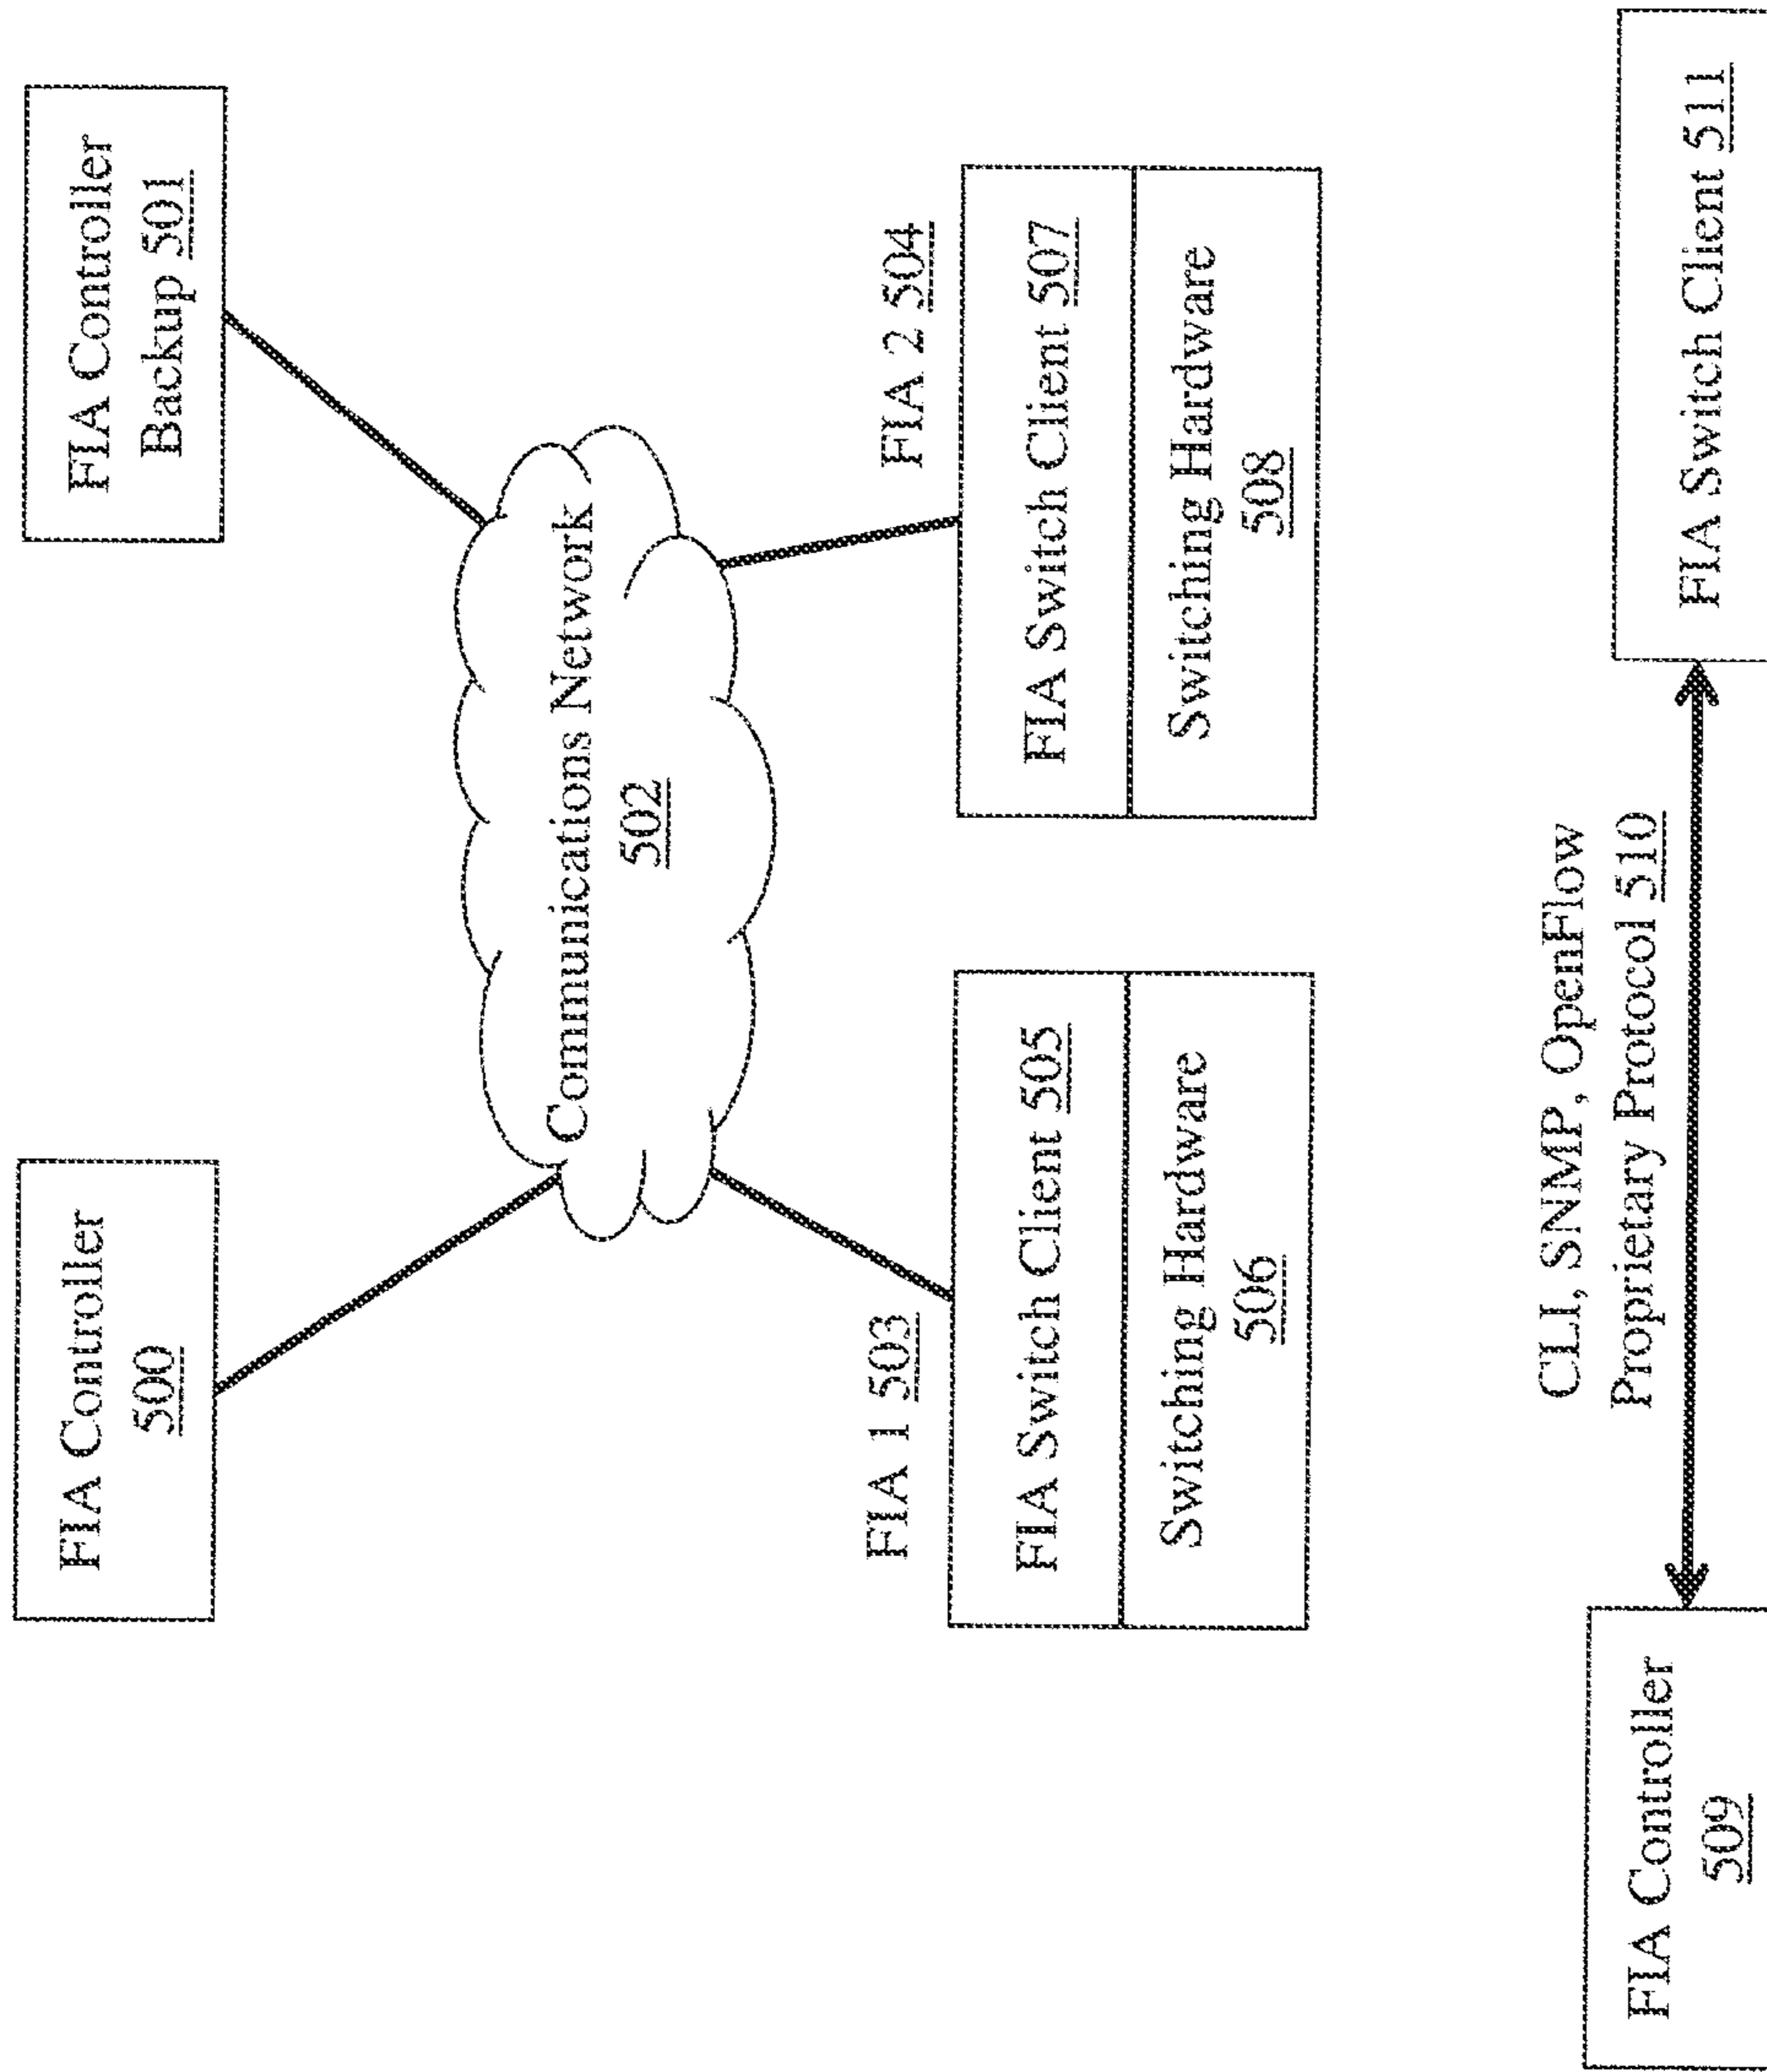 FIA Controller
500
FIA Controller
Backup 501
Communications Network
502
FIA 1 503
FIA 2 504
FIA Switch Client 505
Switching Hardware
506
FIA Switch Client 507
Switching Hardware
508
FIA Controller
509
CLI, SNMP, OpenFlow
Proprietary Protocol 510
FIA Switch Client 511